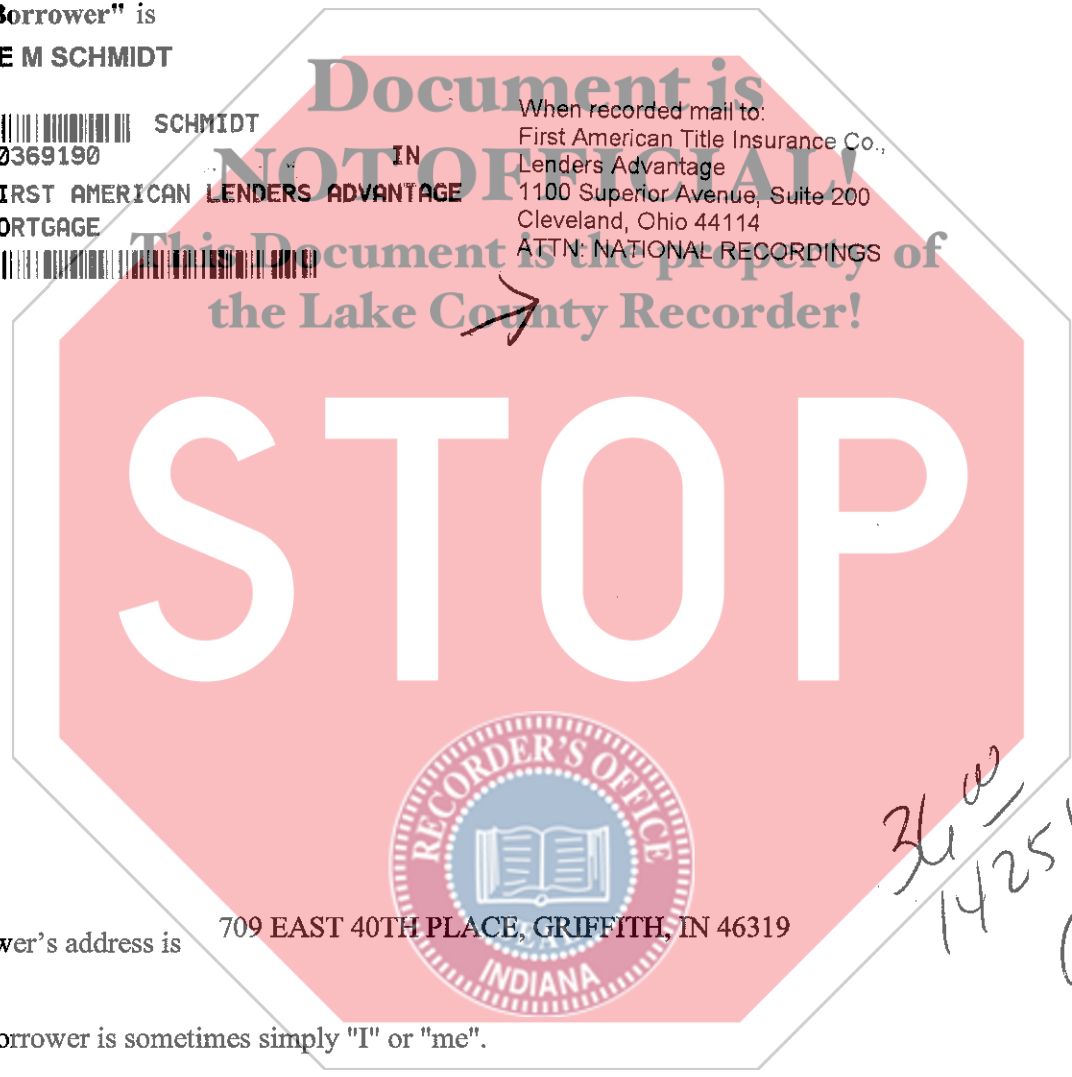 Borrower" is
E M SCHMIDT
Document is
NOT OFFICIAL!
This Document is the property of
the Lake County Recorder!
SCHMIDT
0369190 IN
IRST AMERICAN LENDERS ADVANTAGE
ORTGAGE
When recorded mail to:
First American Title Insurance Co.,
Lenders Advantage
1100 Superior Avenue, Suite 200
Cleveland, Ohio 44114
ATTN: NATIONAL RECORDINGS
STOP
RECORDER'S OFFICE
SEAL
INDIANA
1425
wer's address is 709 EAST 40TH PLACE, GRIFFITH, IN 46319
orrower is sometimes simply "I" or "me".